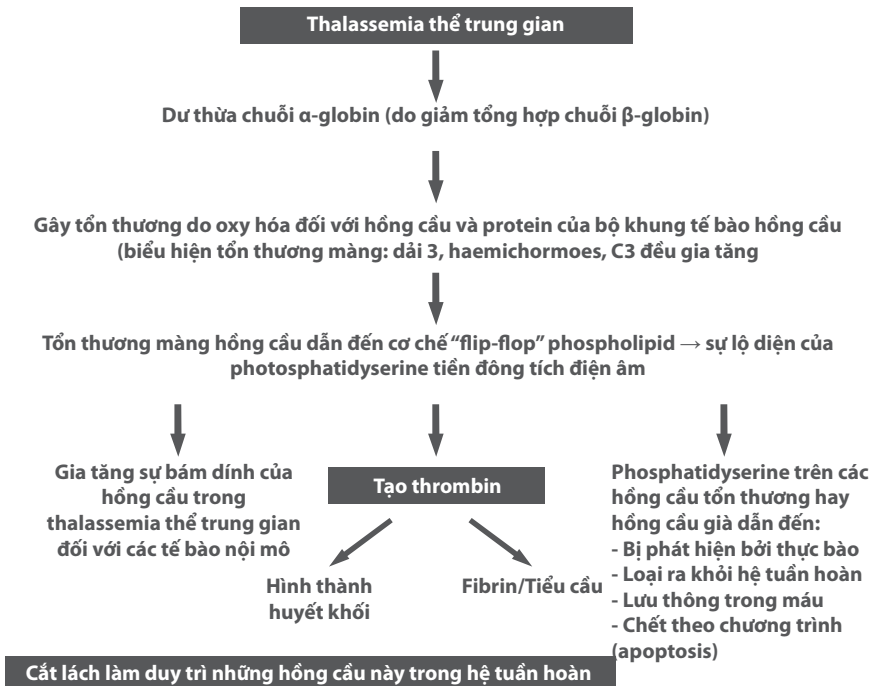 Thalassemia thể trung gian
Dư thừa chuỗi α-globin (do giảm tổng hợp chuỗi β-globin)
Gây tổn thương do oxy hóa đối với hồng cầu và protein của bộ khung tế bào hồng cầu
(biểu hiện tổn thương màng: dải 3, haemichormoes, C3 đều gia tăng
Tổn thương màng hồng cầu dẫn đến cơ chế “flip-flop” phospholipid → sự lộ diện của
photosphatidyserine tiền đông tích điện âm
Gia tăng sự bám dính của
hồng cầu trong
thalassemia thể trung gian
đối với các tế bào nội mô
Tạo thrombin
Hình thành
huyết khối
Fibrin/Tiểu cầu
Phosphatidyserine trên các
hồng cầu tổn thương hay
hồng cầu già dẫn đến:
- Bị phát hiện bởi thực bào
- Loại ra khỏi hệ tuần hoàn
- Lưu thông trong máu
- Chết theo chương trình
(apoptosis)
Cắt lách làm duy trì những hồng cầu này trong hệ tuần hoàn